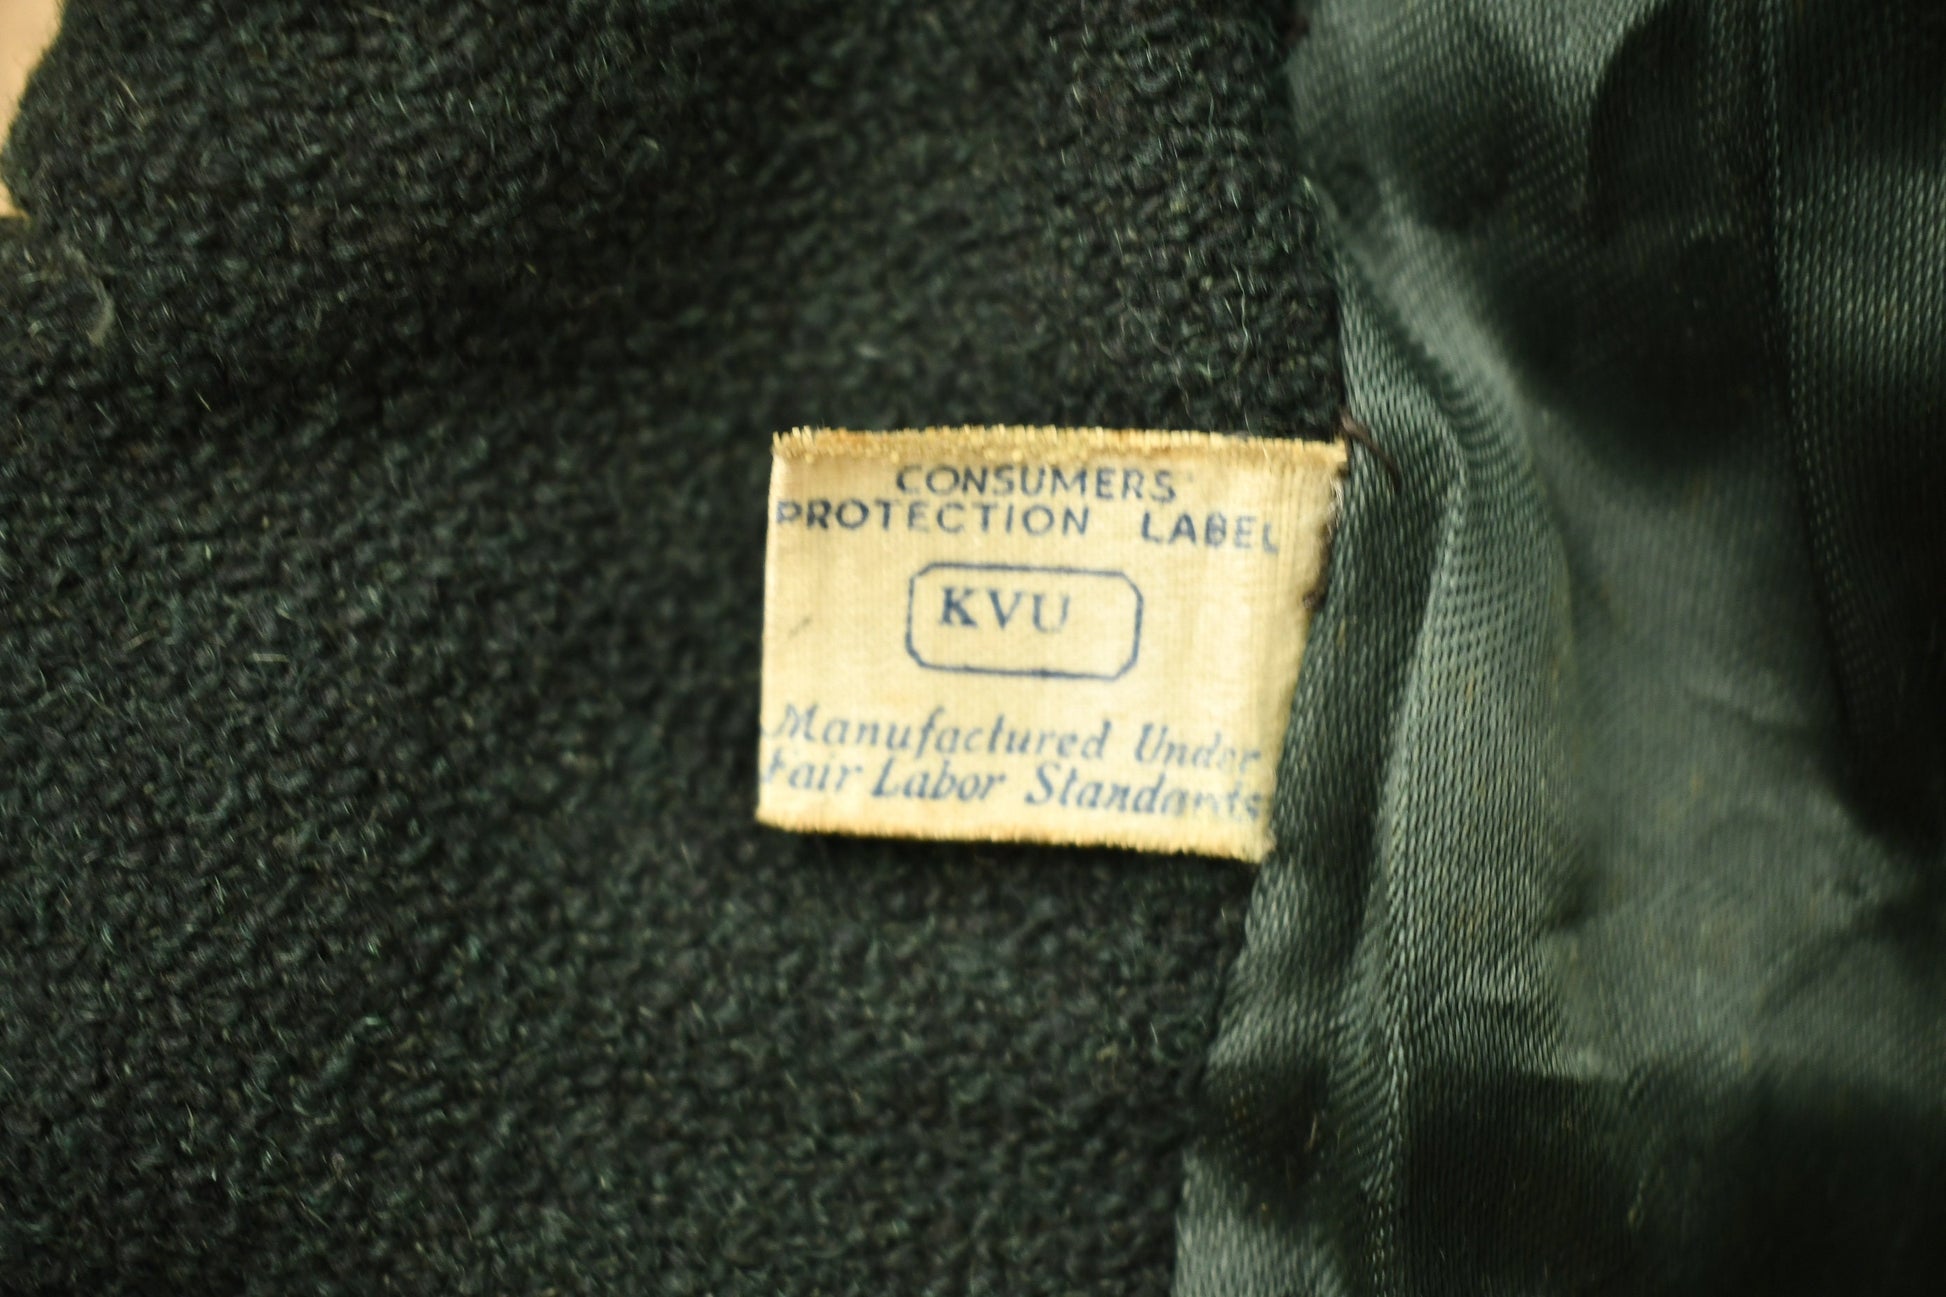 CONSUMERS'
PROTECTION LABEL
KVU
Manufactured Under
Fair Labor Standards